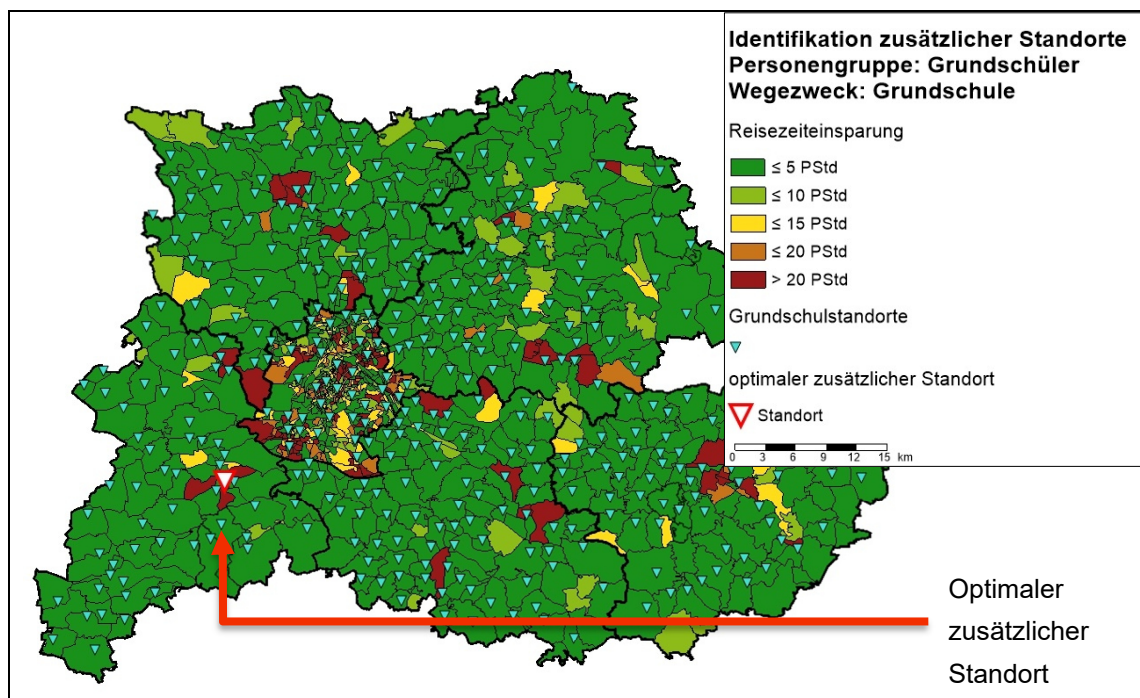 Identifikation zusätzlicher Standorte
Personengruppe: Grundschüler
Wegezweck: Grundschule
Reisezeiteinsparung
≤ 5 PStd
≤ 10 PStd
≤ 15 PStd
≤ 20 PStd
> 20 PStd
Grundschulstandorte
optimaler zusätzlicher Standort
Standort
0 3 6 9 12 15 km
Optimaler
zusätzlicher
Standort